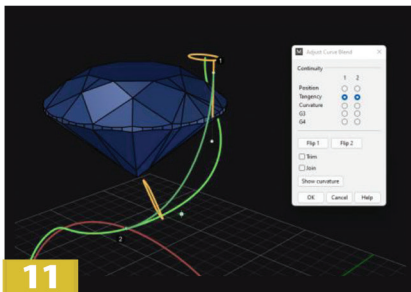 1
Adjust Curve Blend
Continuity
1 2
Position
Tangency
Curvature
G3
G4
Flip 1 Flip 2
Trim
Join
Show curvature
OK Cancel Help
2
11